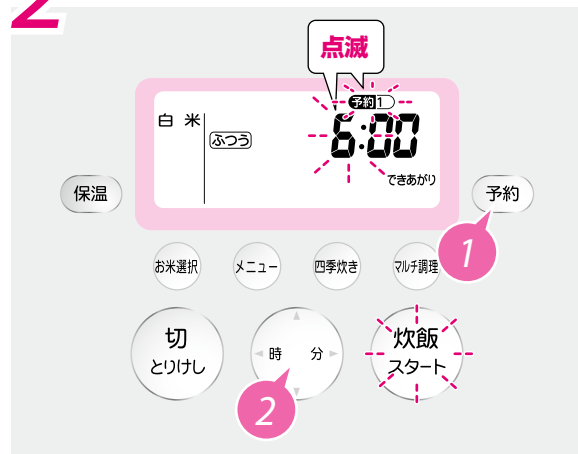 2
点滅
予約1
白米
ふつう
6:00
できあがり
保温
予約
1
お米選択
メニュー
四季炊き
マルチ調理
切
とりけし
時 分
炊飯
スタート
2